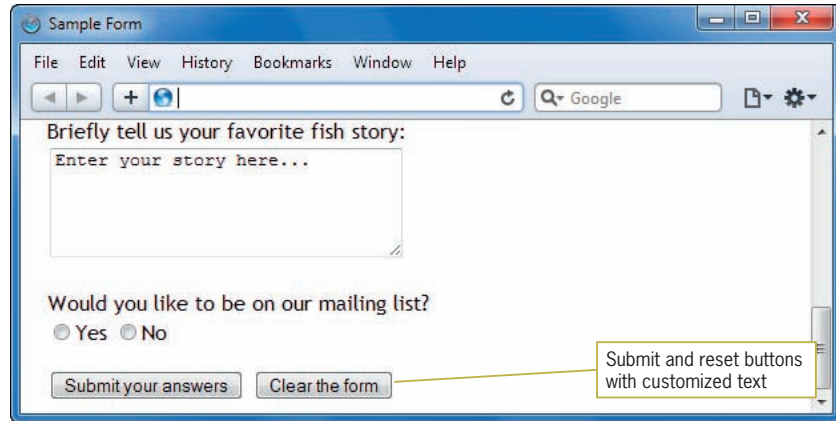 Sample Form
File Edit View History Bookmarks Window Help
Google
Briefly tell us your favorite fish story:
Enter your story here...
Would you like to be on our mailing list?
Yes No
Submit your answers Clear the form
Submit and reset buttons
with customized text